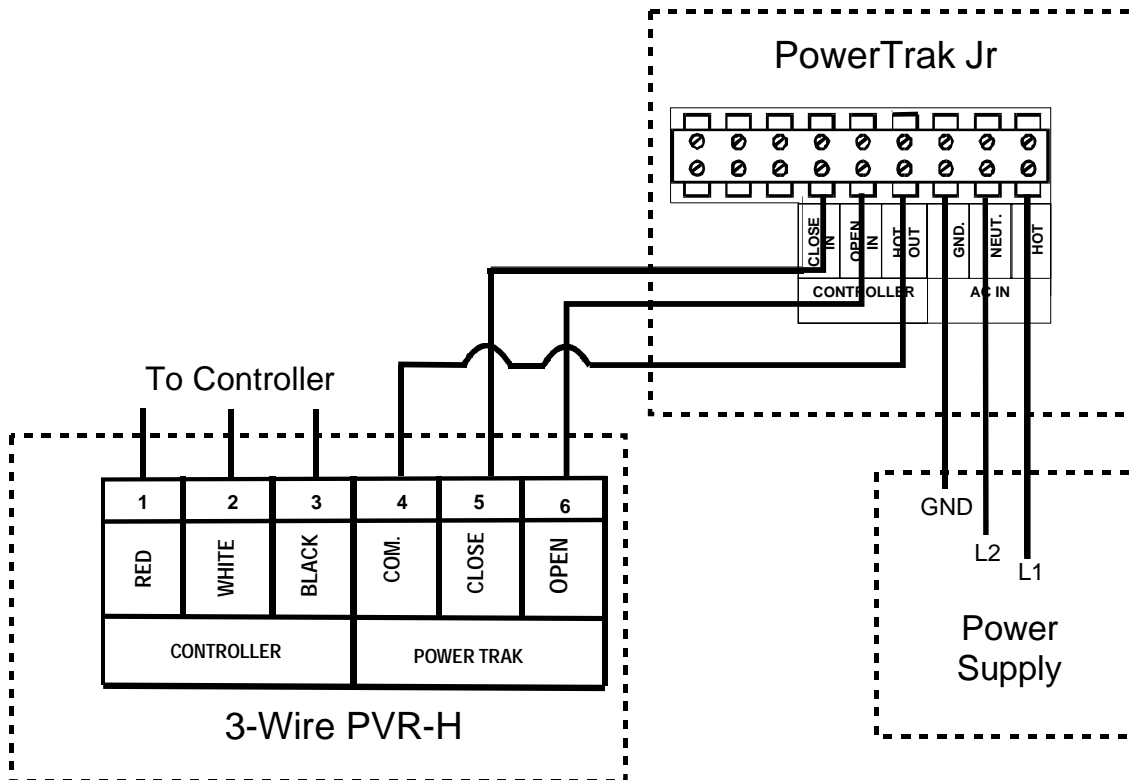 PowerTrak Jr
CLOSE
IN
OPEN
IN
HOT
OUT
GND.
NEUT.
HOT
CONTROLLER
AC IN
To Controller
1
2
3
4
5
6
RED
WHITE
BLACK
COM.
CLOSE
OPEN
CONTROLLER
POWER TRAK
3-Wire PVR-H
GND
L2
L1
Power
Supply